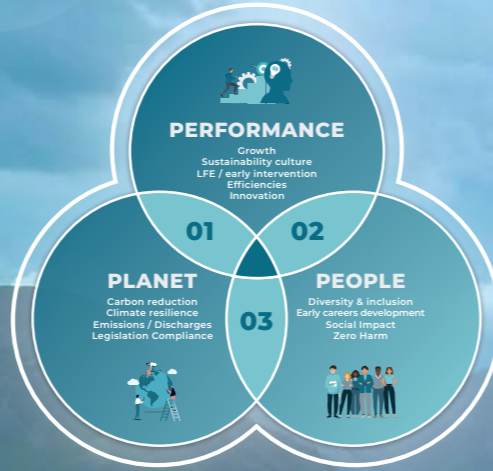 PERFORMANCE
Growth
Sustainability culture
LFE / early intervention
Efficiencies
Innovation
01
02
PLANET
Carbon reduction
Climate resilience
Emissions / Discharges
Legislation Compliance
03
PEOPLE
Diversity & inclusion
Early careers development
Social Impact
Zero Harm